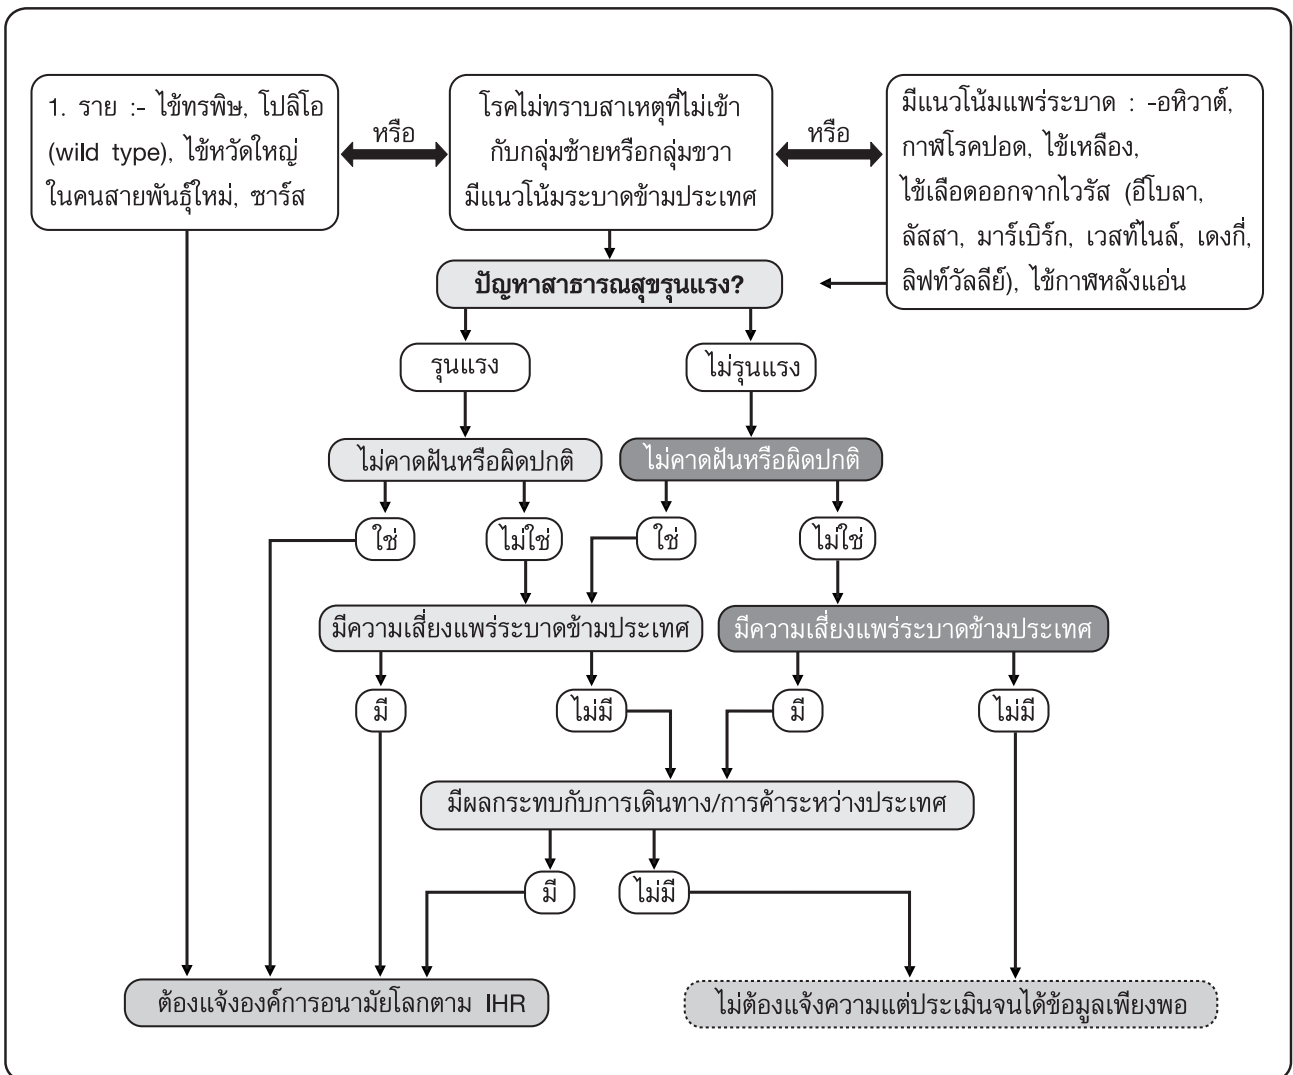 1. ราย :- ไข้ทรพิษ, โปลิโอ
(wild type), ไข้หวัดใหญ่
ในคนสายพันธุ์ใหม่, ซาร์ส
หรือ
โรคไม่ทราบสาเหตุที่ไม่เข้า
กับกลุ่มซ้ายหรือกลุ่มขวา
มีแนวโน้มระบาดข้ามประเทศ
หรือ
มีแนวโน้มแพร่ระบาด : -อหิวาต์,
กาฬโรคปอด, ไข้เหลือง,
ไข้เลือดออกจากไวรัส (อีโบลา,
ลัสสา, มาร์เบิร์ก, เวสท์ไนล์, เดงกี่,
ลิฟท์วัลลีย์), ไข้กาฬหลังแอ่น
ปัญหาสาธารณสุขรุนแรง?
รุนแรง
ไม่รุนแรง
ไม่คาดฝันหรือผิดปกติ
ไม่คาดฝันหรือผิดปกติ
ใช่
ไม่ใช่
ใช่
ไม่ใช่
มีความเสี่ยงแพร่ระบาดข้ามประเทศ
มีความเสี่ยงแพร่ระบาดข้ามประเทศ
มี
ไม่มี
มี
ไม่มี
มีผลกระทบกับการเดินทาง/การค้าระหว่างประเทศ
มี
ไม่มี
ต้องแจ้งองค์การอนามัยโลกตาม IHR
ไม่ต้องแจ้งความแต่ประเมินจนได้ข้อมูลเพียงพอ